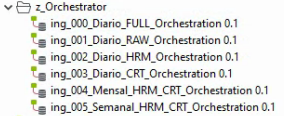 z_Orchestrator
ing_000_Diario_FULL_Orchestration 0.1
ing_001_Diario_RAW_Orchestration 0.1
ing_002_Diario_HRM_Orchestration 0.1
ing_003_Diario_CRT_Orchestration 0.1
ing_004_Mensal_HRM_CRT_Orchestration 0.1
ing_005_Semanal_HRM_CRT_Orchestration 0.1